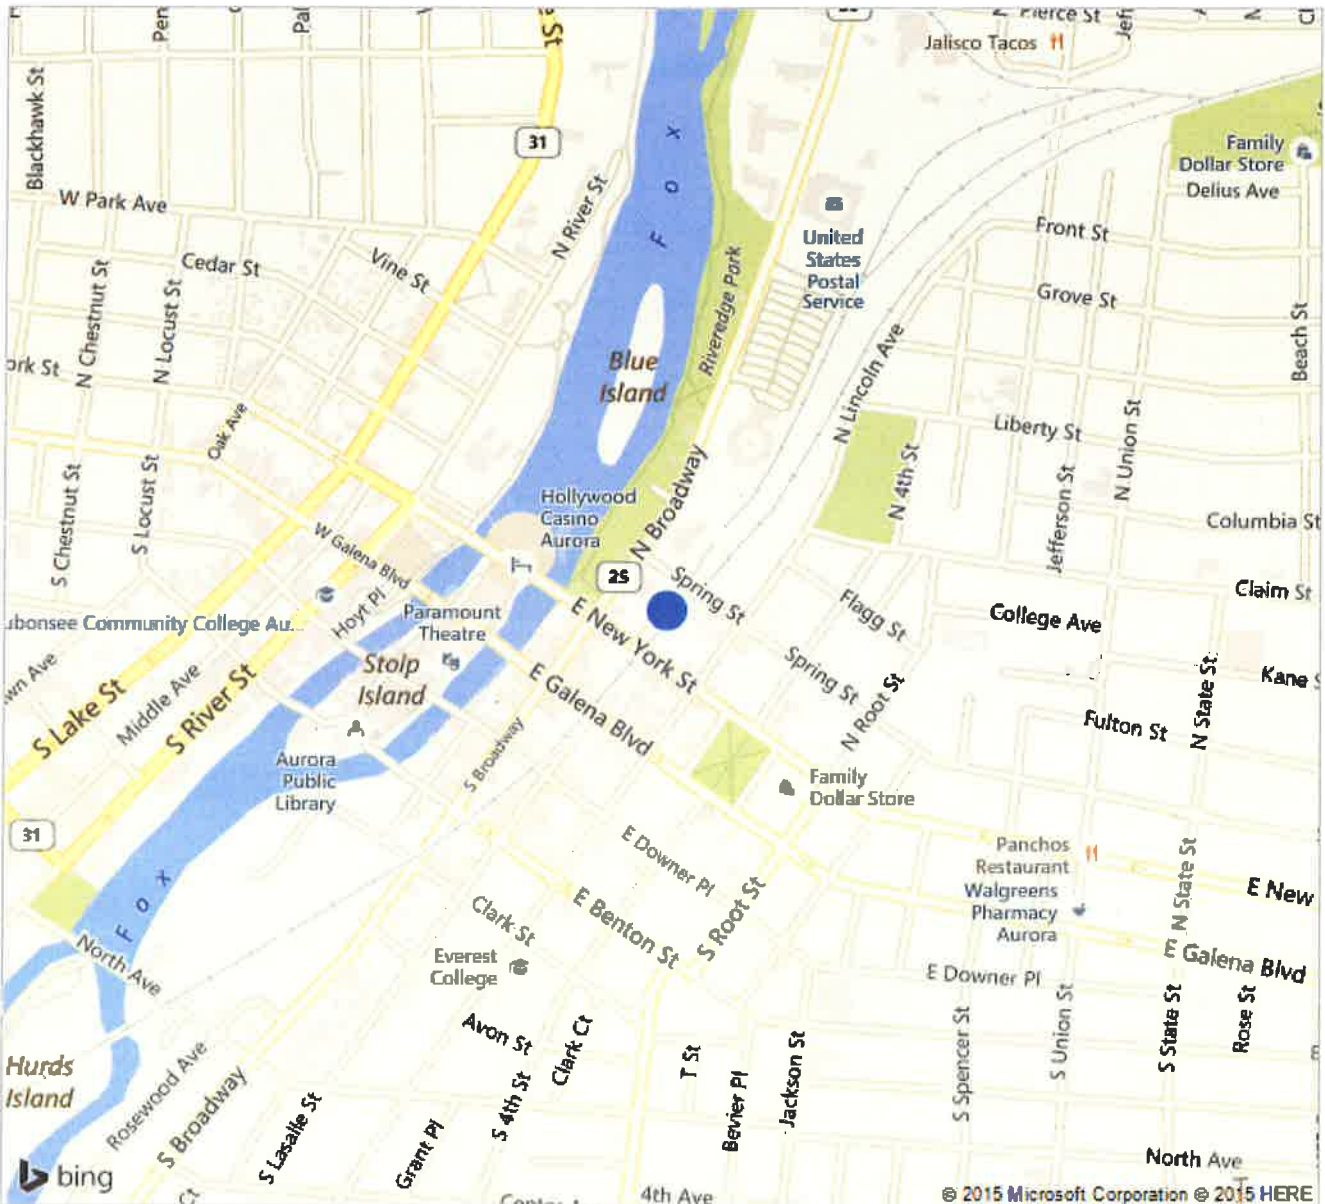 Pierce St
Jalisco Tacos
31
Blackhawk St
Family
Dollar Store
Delius Ave
W Park Ave
N River St
Fox
United
States
Postal
Service
Front St
Cedar St
Vine St
Riveredge Park
Grove St
N Chestnut St
N Locust St
Beach St
Blue
Island
N Lincoln Ave
Oak Ave
Liberty St
N Union St
N 4th St
S Chestnut St
S Locust St
Hollywood
Casino
Aurora
N Broadway
Jefferson St
Columbia St
W Galena Blvd
25
Spring St
Claim St
Hoyt Pl
Paramount
Theatre
E New York St
Flagg St
College Ave
ubonsee Community College Au...
Stolp
Island
Spring St
Kane
S Lake St
Middle Ave
S River St
E Galena Blvd
N Root St
N State St
Fulton St
S Broadway
Aurora
Public
Library
Family
Dollar Store
31
E Downer Pl
Panchos
Restaurant
Walgreens
Pharmacy
Aurora
N State St
E New
Fox
E Benton St
S Root St
Clark St
Everest
College
E Galena Blvd
E Downer Pl
North Ave
Avon St
Clark Ct
S Spencer St
S Union St
S State St
Rose St
Hurds
Island
Rosewood Ave
S Broadway
S Lasalle St
Grant Pl
S 4th St
T St
Bevier Pl
Jackson St
North Ave
bing
Ct
4th Ave
© 2015 Microsoft Corporation © 2015 HERE